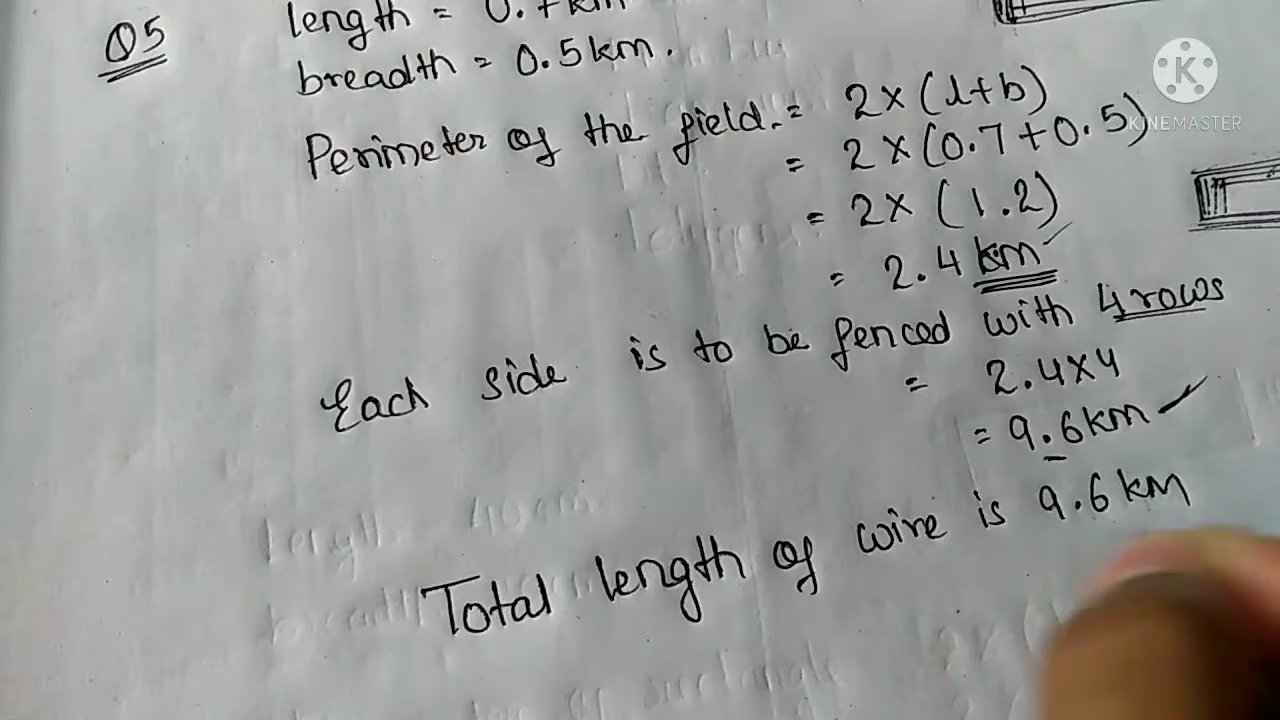 Q5
length = 0.7km
breadth = 0.5km.
Perimeter of the field. = 2×(l+b)
= 2×(0.7+0.5)
= 2×(1.2)
= 2.4 km
Each side is to be fenced with 4 rows
= 2.4×4
= 9.6km
Total length of wire is 9.6km
K
KINEMASTER